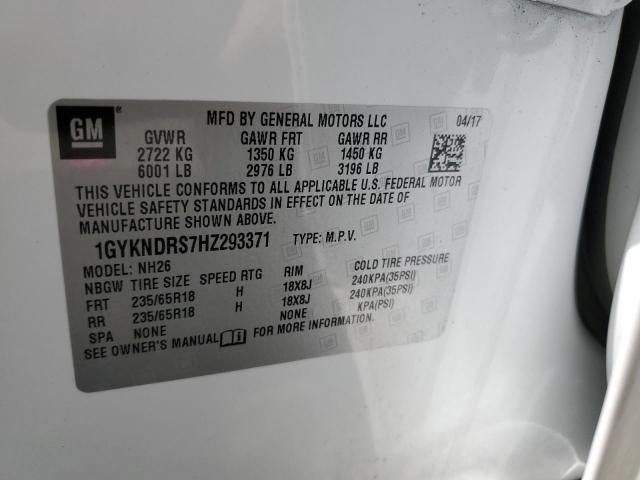 GM
MFD BY GENERAL MOTORS LLC 04/17
GVWR GAWR FRT GAWR RR
2722 KG 1350 KG 1450 KG
6001 LB 2976 LB 3196 LB
THIS VEHICLE CONFORMS TO ALL APPLICABLE U.S. FEDERAL MOTOR
VEHICLE SAFETY STANDARDS IN EFFECT ON THE DATE OF
MANUFACTURE SHOWN ABOVE.
1GYKNDRS7HZ293371 TYPE: M.P.V.
MODEL: NH26
NBGW TIRE SIZE SPEED RTG RIM COLD TIRE PRESSURE
FRT 235/65R18 H 18X8J 240KPA(35PSI)
RR 235/65R18 H 18X8J 240KPA(35PSI)
SPA NONE NONE KPA(PSI)
SEE OWNER'S MANUAL FOR MORE INFORMATION.